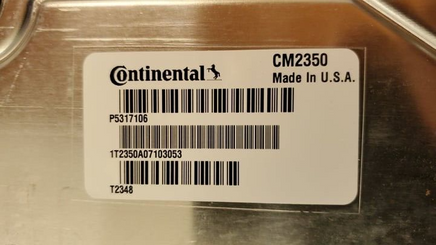 Continental
CM2350
Made In U.S.A.
P5317106
1T2350A07103053
T2348